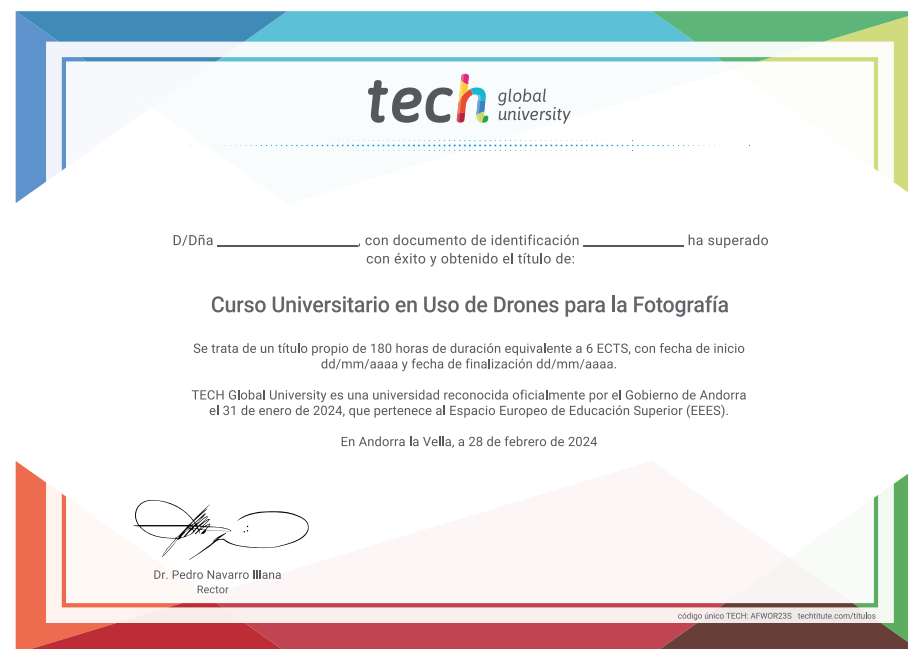 tech global
university
D/Dña ____________________, con documento de identificación ______________ ha superado
con éxito y obtenido el título de:
Curso Universitario en Uso de Drones para la Fotografía
Se trata de un título propio de 180 horas de duración equivalente a 6 ECTS, con fecha de inicio
dd/mm/aaaa y fecha de finalización dd/mm/aaaa.
TECH Global University es una universidad reconocida oficialmente por el Gobierno de Andorra
el 31 de enero de 2024, que pertenece al Espacio Europeo de Educación Superior (EEES).
En Andorra la Vella, a 28 de febrero de 2024
Dr. Pedro Navarro Illana
Rector
código único TECH: AFWOR23S techtitute.com/titulos